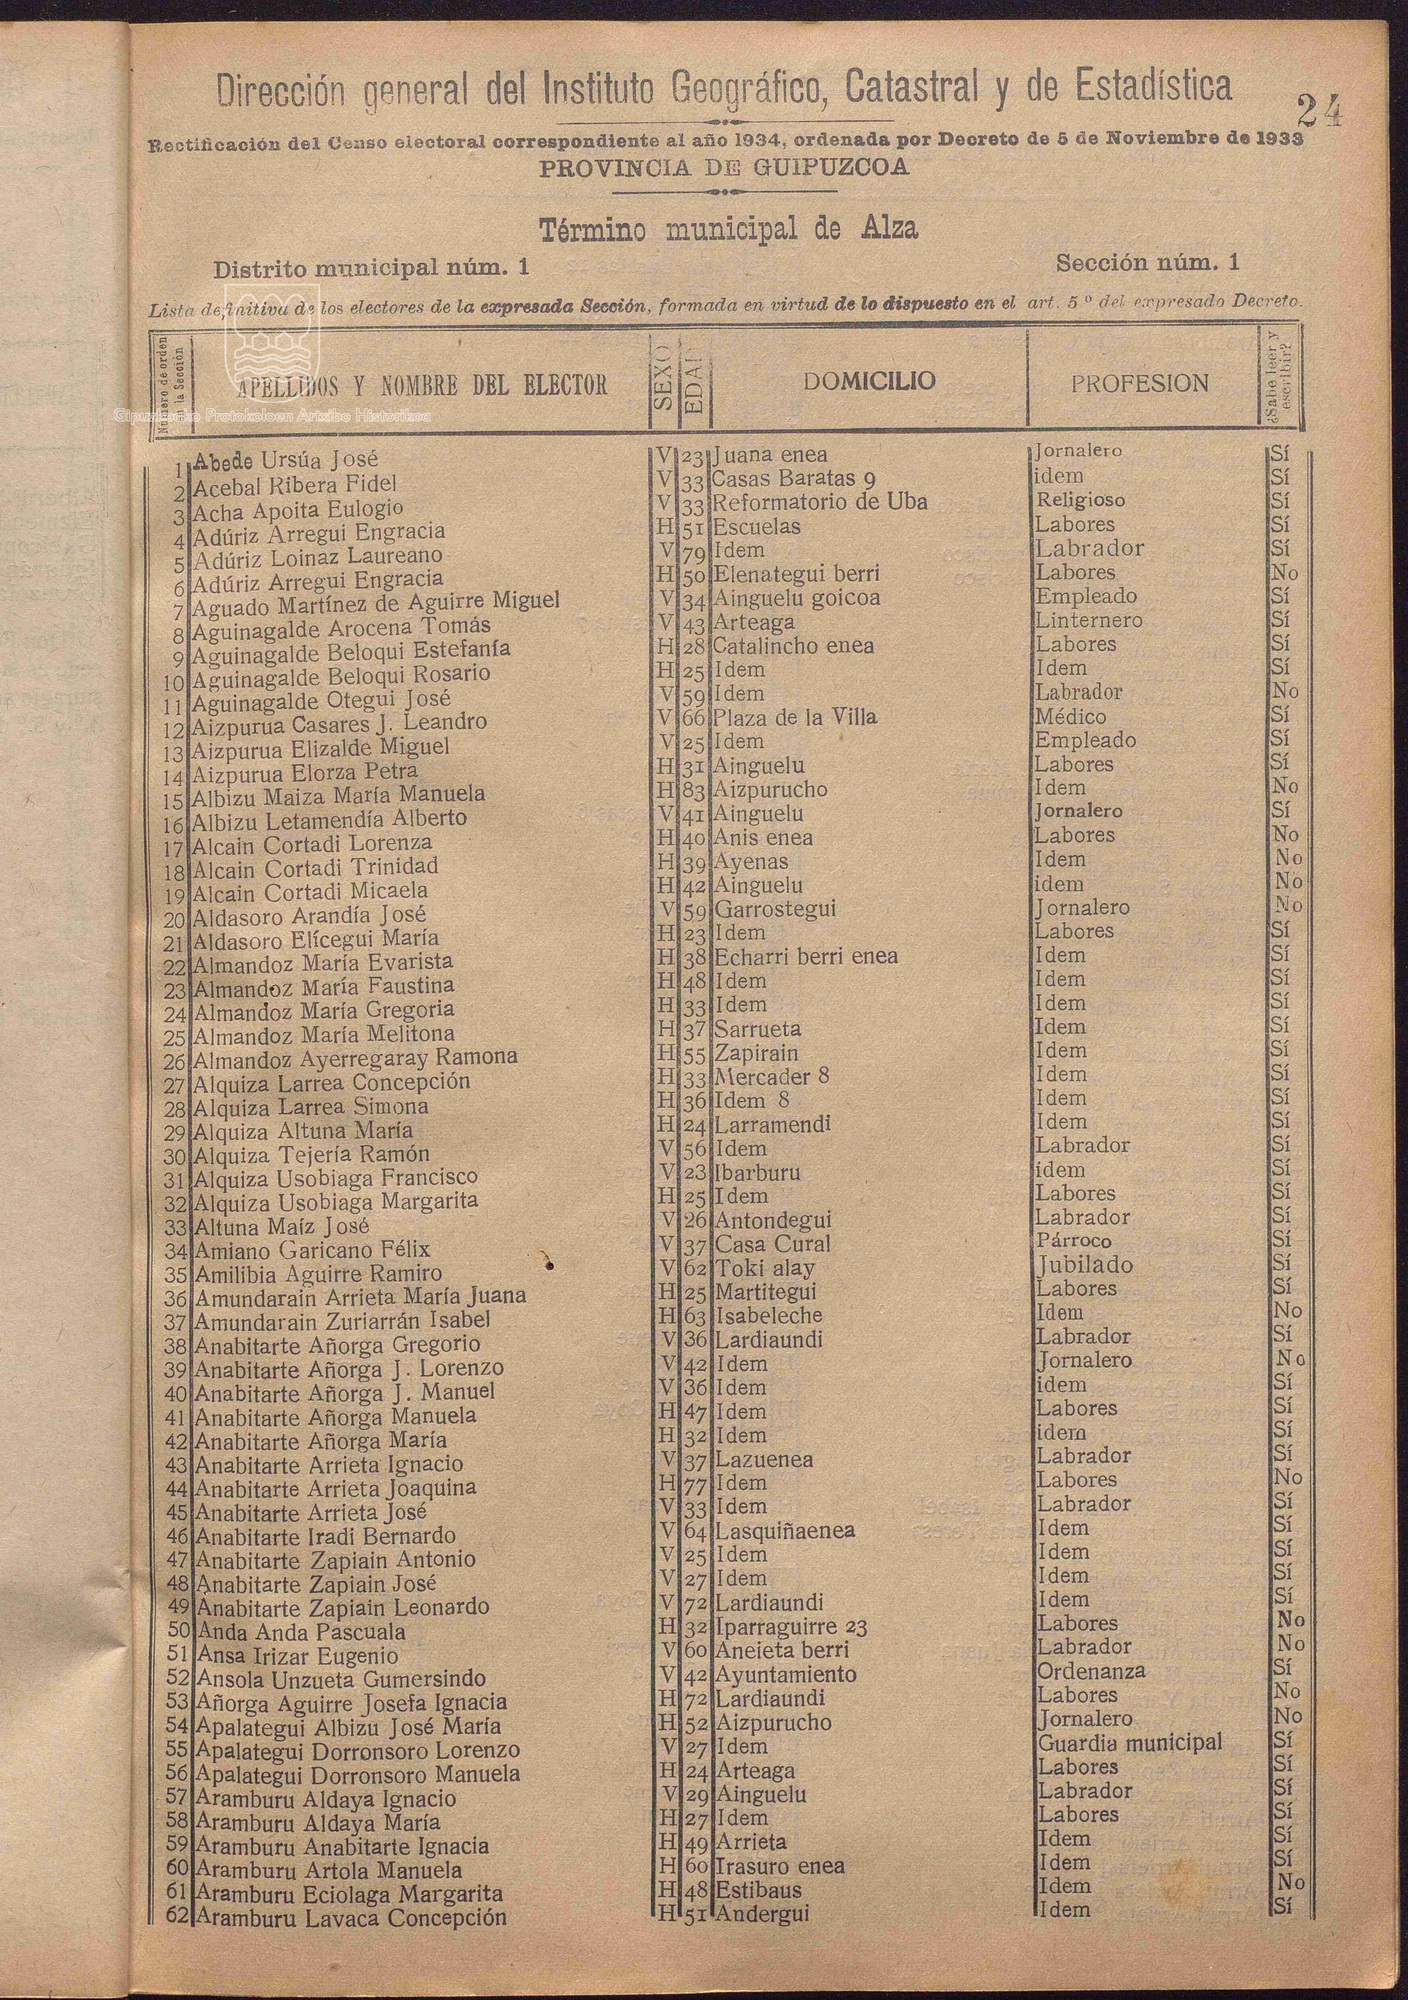 Dirección general del Instituto Geográfico, Catastral y de Estadística
24
Rectificación del Censo electoral correspondiente al año 1934, ordenada por Decreto de 5 de Noviembre de 1933
PROVINCIA DE GUIPUZCOA
Término municipal de Alza
Distrito municipal núm. 1 Sección núm. 1
Lista definitiva de los electores de la expresada Sección, formada en virtud de lo dispuesto en el art. 5º del expresado Decreto.
Número de orden en la Sección APELLIDOS Y NOMBRE DEL ELECTOR SEXO EDAD DOMICILIO PROFESION ¿Sabe leer y escribir?
Gipuzkoako Protokoloen Artxibo Historikoa
1 Abede Ursúa José V 23 Juana enea Jornalero Sí
2 Acebal Ribera Fidel V 33 Casas Baratas 9 idem Sí
3 Acha Apoita Eulogio V 33 Reformatorio de Uba Religioso Sí
4 Adúriz Arregui Engracia H 51 Escuelas Labores Sí
5 Adúriz Loinaz Laureano V 79 Idem Labrador Sí
6 Adúriz Arregui Engracia H 50 Elenategui berri Labores No
7 Aguado Martínez de Aguirre Miguel V 34 Ainguelu goicoa Empleado Sí
8 Aguinagalde Arocena Tomás V 43 Arteaga Linternero Sí
9 Aguinagalde Beloqui Estefanía H 28 Catalincho enea Labores Sí
10 Aguinagalde Beloqui Rosario H 25 Idem Idem Sí
11 Aguinagalde Otegui José V 59 Idem Labrador No
12 Aizpurua Casares J. Leandro V 66 Plaza de la Villa Médico Sí
13 Aizpurua Elizalde Miguel V 25 Idem Empleado Sí
14 Aizpurua Elorza Petra H 31 Ainguelu Labores Sí
15 Albizu Maiza María Manuela H 83 Aizpurucho Idem No
16 Albizu Letamendía Alberto V 41 Ainguelu Jornalero Sí
17 Alcain Cortadi Lorenza H 40 Anis enea Labores No
18 Alcain Cortadi Trinidad H 39 Ayenas Idem No
19 Alcain Cortadi Micaela H 42 Ainguelu idem No
20 Aldasoro Arandía José V 59 Garrostegui Jornalero No
21 Aldasoro Elícegui María H 23 Idem Labores Sí
22 Almandoz María Evarista H 38 Echarri berri enea Idem Sí
23 Almandoz María Faustina H 48 Idem Idem Sí
24 Almandoz María Gregoria H 33 Idem Idem Sí
25 Almandoz María Melitona H 37 Sarrueta Idem Sí
26 Almandoz Ayerregaray Ramona H 55 Zapirain Idem Sí
27 Alquiza Larrea Concepción H 33 Mercader 8 Idem Sí
28 Alquiza Larrea Simona H 36 Idem 8 Idem Sí
29 Alquiza Altuna María H 24 Larramendi Idem Sí
30 Alquiza Tejería Ramón V 56 Idem Labrador Sí
31 Alquiza Usobiaga Francisco V 23 Ibarburu idem Sí
32 Alquiza Usobiaga Margarita H 25 Idem Labores Sí
33 Altuna Maíz José V 26 Antondegui Labrador Sí
34 Amiano Garicano Félix V 37 Casa Cural Párroco Sí
35 Amilibia Aguirre Ramiro V 62 Toki alay Jubilado Sí
36 Amundarain Arrieta María Juana H 25 Martitegui Labores Sí
37 Amundarain Zuriarrán Isabel H 63 Isabeleche Idem No
38 Anabitarte Añorga Gregorio V 36 Lardiaundi Labrador Sí
39 Anabitarte Añorga J. Lorenzo V 42 Idem Jornalero No
40 Anabitarte Añorga J. Manuel V 36 Idem idem Sí
41 Anabitarte Añorga Manuela H 47 Idem Labores Sí
42 Anabitarte Añorga María H 32 Idem idem Sí
43 Anabitarte Arrieta Ignacio V 37 Lazuenea Labrador Sí
44 Anabitarte Arrieta Joaquina H 77 Idem Labores No
45 Anabitarte Arrieta José V 33 Idem Labrador Sí
46 Anabitarte Iradi Bernardo V 64 Lasquiñaenea Idem Sí
47 Anabitarte Zapiain Antonio V 25 Idem Idem Sí
48 Anabitarte Zapiain José V 27 Idem Idem Sí
49 Anabitarte Zapiain Leonardo V 72 Lardiaundi Idem Sí
50 Anda Anda Pascuala H 32 Iparraguirre 23 Labores No
51 Ansa Irizar Eugenio V 60 Aneieta berri Labrador No
52 Ansola Unzueta Gumersindo V 42 Ayuntamiento Ordenanza Sí
53 Añorga Aguirre Josefa Ignacia H 72 Lardiaundi Labores No
54 Apalategui Albizu José María H 52 Aizpurucho Jornalero No
55 Apalategui Dorronsoro Lorenzo V 27 Idem Guardia municipal Sí
56 Apalategui Dorronsoro Manuela H 24 Arteaga Labores Sí
57 Aramburu Aldaya Ignacio V 29 Ainguelu Labrador Sí
58 Aramburu Aldaya María H 27 Idem Labores Sí
59 Aramburu Anabitarte Ignacia H 49 Arrieta Idem Sí
60 Aramburu Artola Manuela H 60 Irasuro enea Idem Sí
61 Aramburu Eciolaga Margarita H 48 Estibaus Idem No
62 Aramburu Lavaca Concepción H 51 Andergui Idem Sí